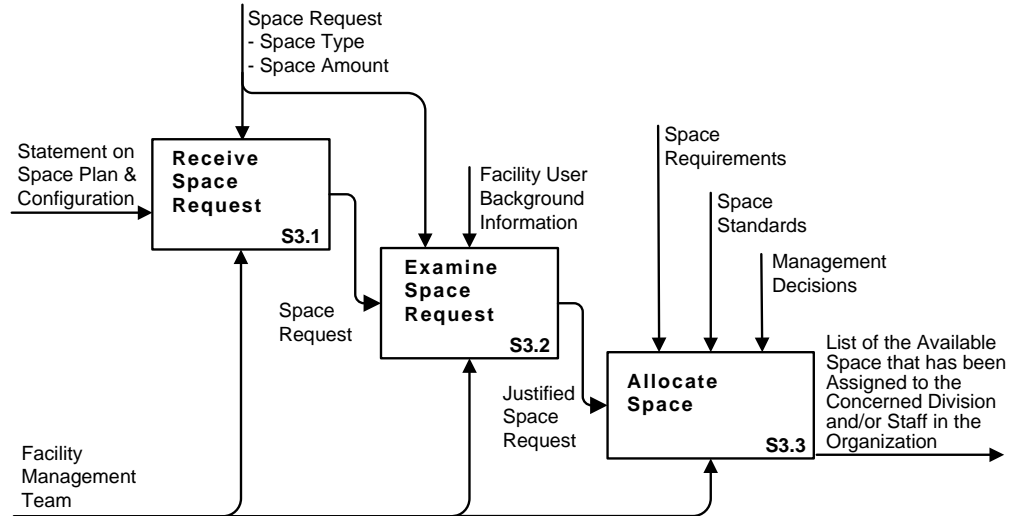 Space Request
- Space Type
- Space Amount
Statement on
Space Plan &
Configuration
Receive
Space
Request
S3.1
Facility User
Background
Information
Space
Requirements
Space
Standards
Management
Decisions
Space
Request
Examine
Space
Request
S3.2
Justified
Space
Request
Allocate
Space
S3.3
List of the Available
Space that has been
Assigned to the
Concerned Division
and/or Staff in the
Organization
Facility
Management
Team